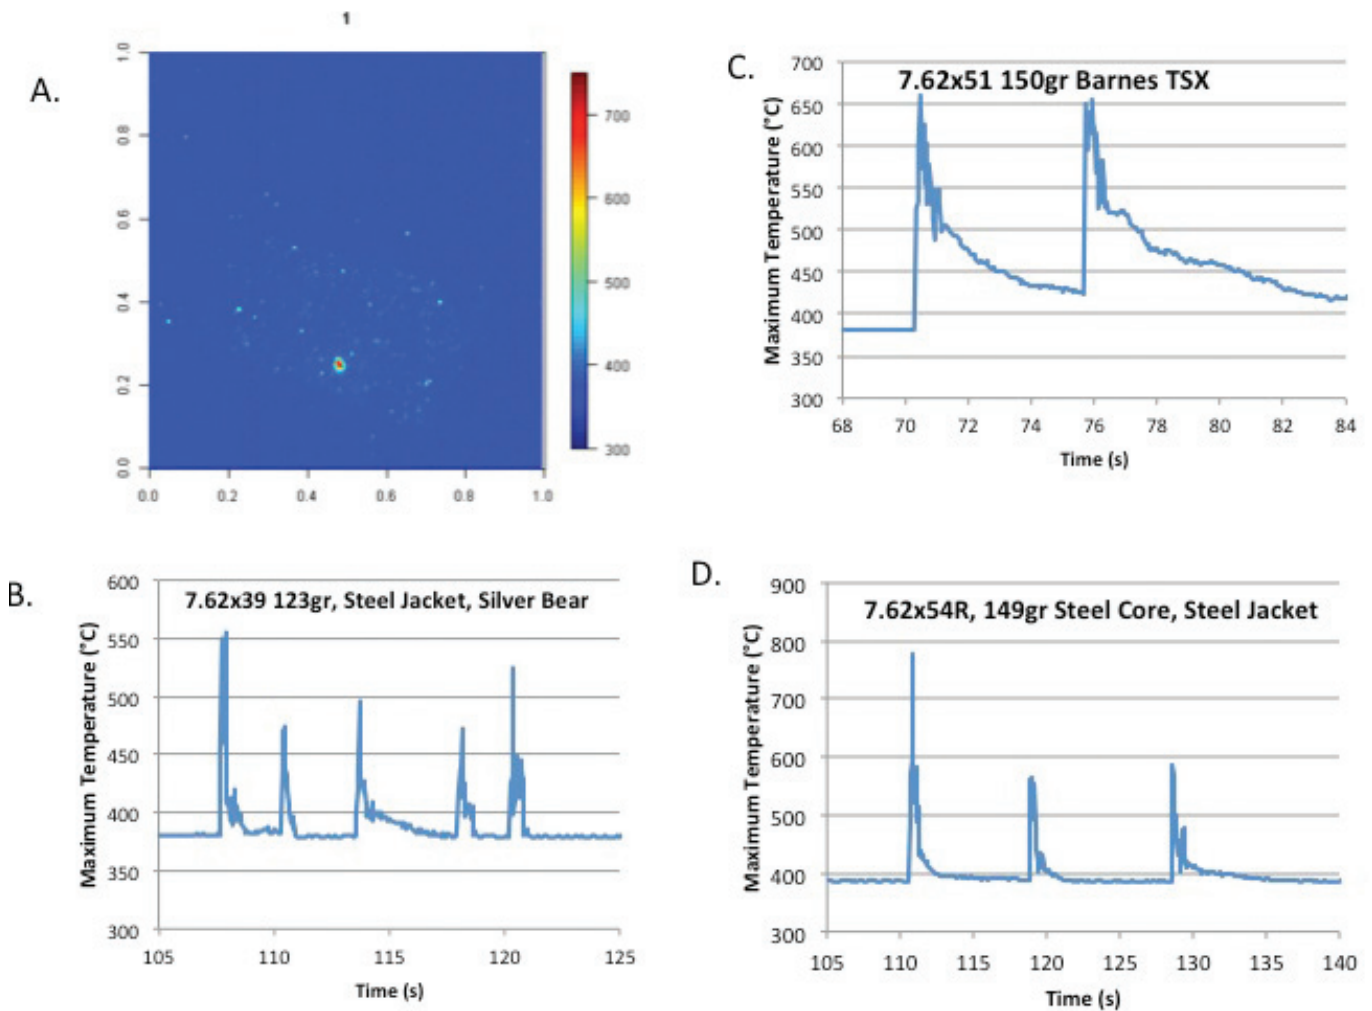 1
A.
1.0
0.8
0.6
0.4
0.2
0.0
0.0 0.2 0.4 0.6 0.8 1.0
700
600
500
400
300
C.
7.62x51 150gr Barnes TSX
Maximum Temperature (°C)
700
650
600
550
500
450
400
350
300
68 70 72 74 76 78 80 82 84
Time (s)
B.
7.62x39 123gr, Steel Jacket, Silver Bear
Maximum Temperature (°C)
600
550
500
450
400
350
300
105 110 115 120 125
Time (s)
D.
7.62x54R, 149gr Steel Core, Steel Jacket
Maximum Temperature (°C)
900
800
700
600
500
400
300
105 110 115 120 125 130 135 140
Time (s)